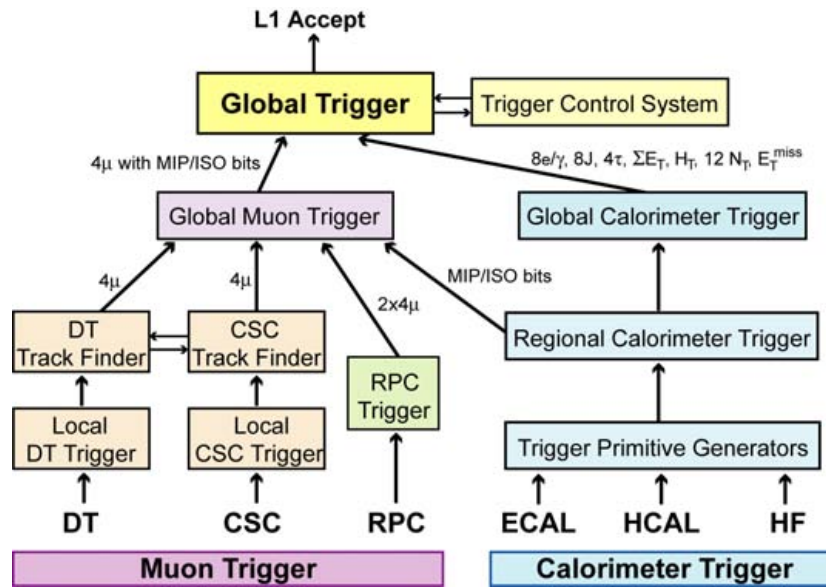 L1 Accept
Global Trigger
Trigger Control System
4μ with MIP/ISO bits
8e/γ, 8J, 4τ, ΣE_T, H_T, 12 N_T, E_T^miss
Global Muon Trigger
Global Calorimeter Trigger
4μ
4μ
2x4μ
MIP/ISO bits
DT
Track Finder
CSC
Track Finder
Regional Calorimeter Trigger
RPC
Trigger
Local
DT Trigger
Local
CSC Trigger
Trigger Primitive Generators
DT
CSC
RPC
ECAL
HCAL
HF
Muon Trigger
Calorimeter Trigger